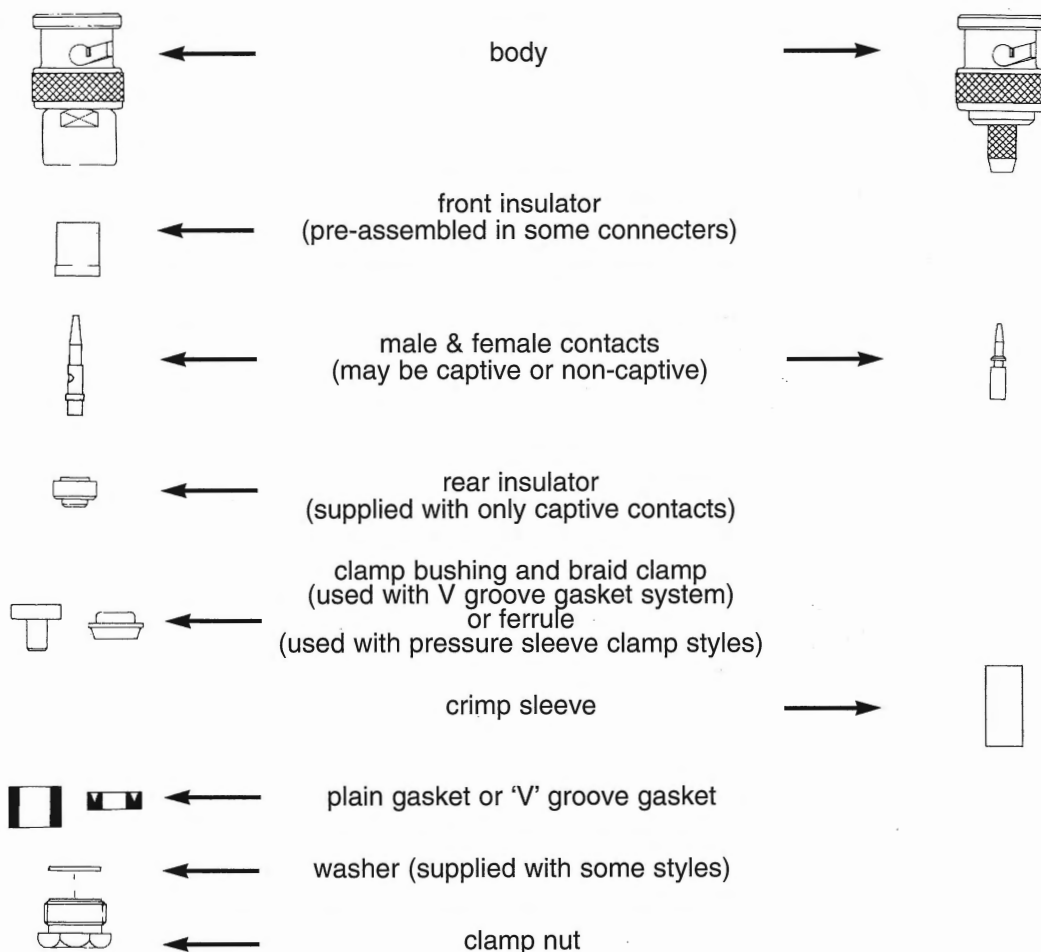 body
front insulator
(pre-assembled in some connecters)
male & female contacts
(may be captive or non-captive)
rear insulator
(supplied with only captive contacts)
clamp bushing and braid clamp
(used with V groove gasket system)
or ferrule
(used with pressure sleeve clamp styles)
crimp sleeve
plain gasket or ‘V’ groove gasket
washer (supplied with some styles)
clamp nut